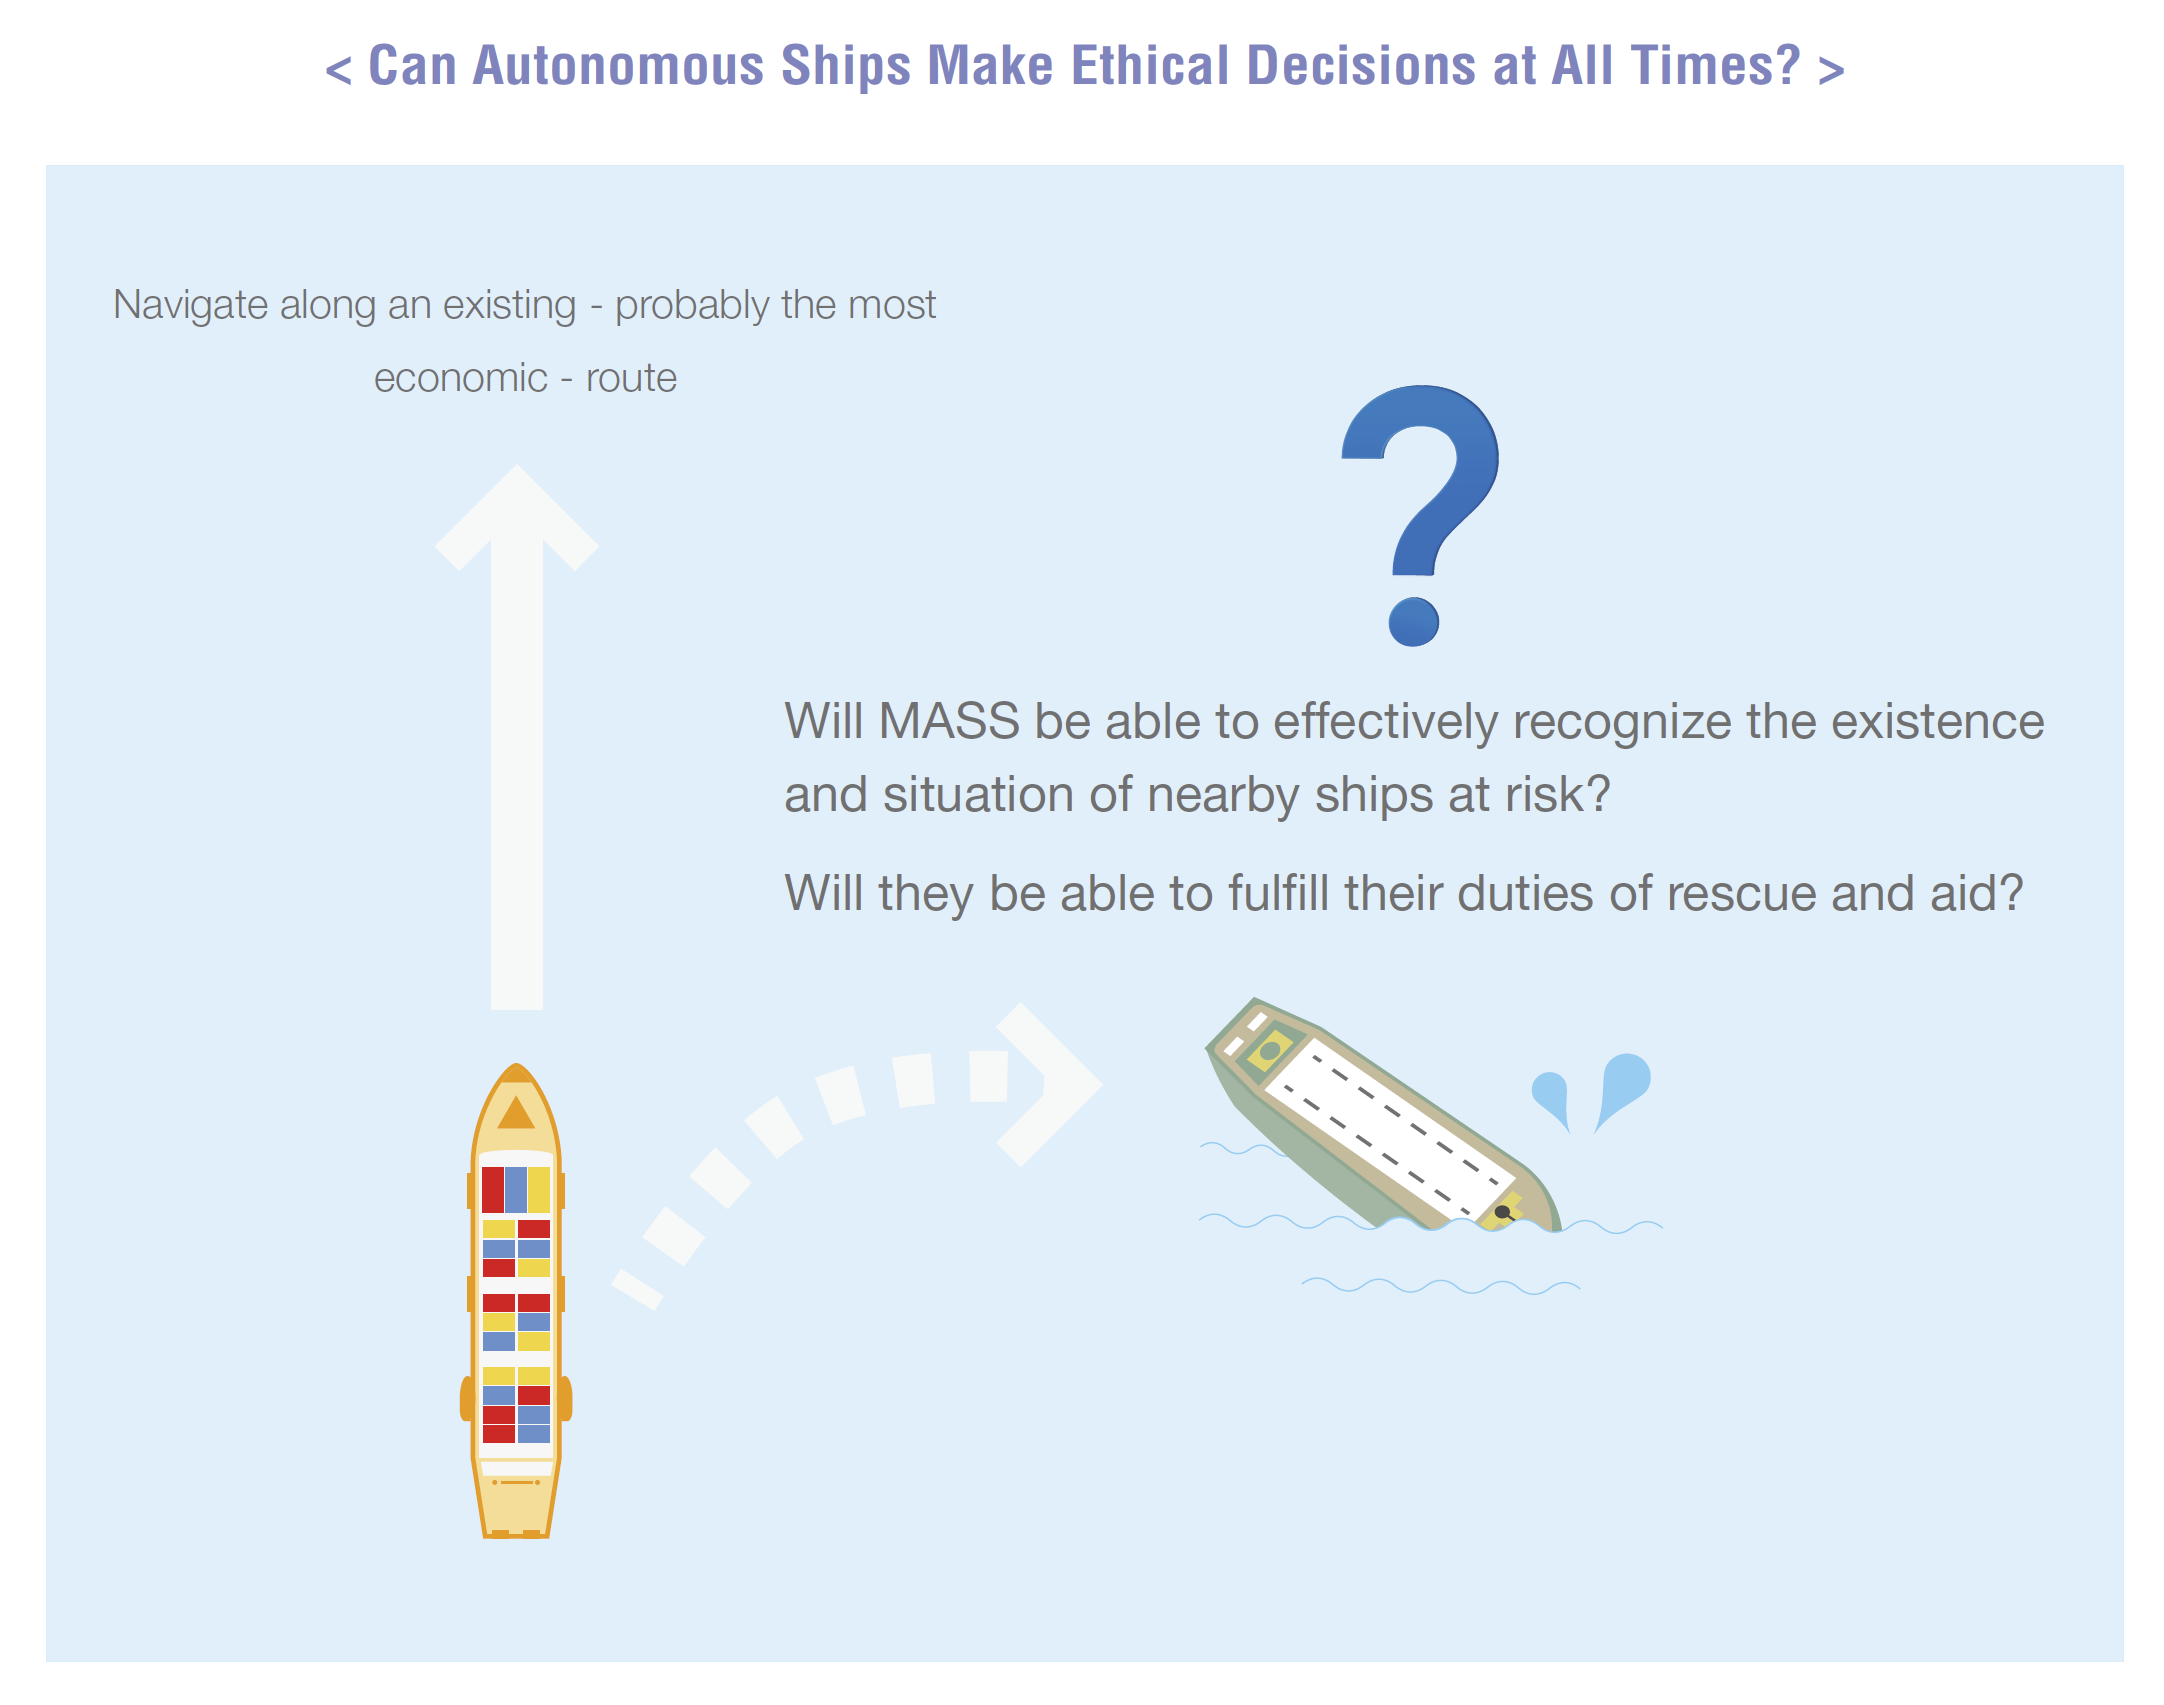 < Can Autonomous Ships Make Ethical Decisions at All Times? >
Navigate along an existing - probably the most
economic - route
?
Will MASS be able to effectively recognize the existence
and situation of nearby ships at risk?
Will they be able to fulfill their duties of rescue and aid?